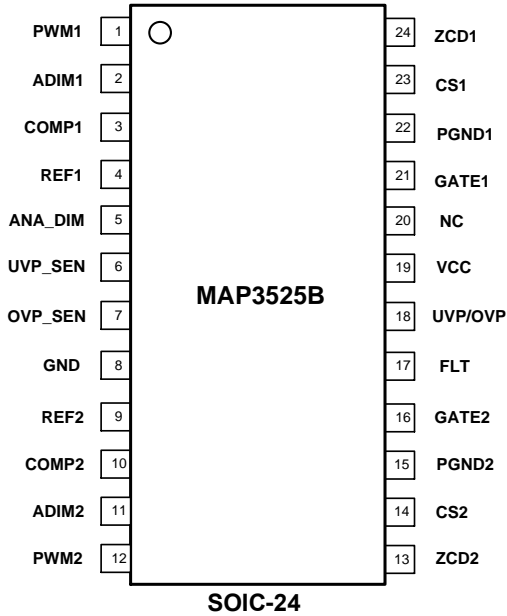 PWM1 1 24 ZCD1
ADIM1 2 23 CS1
COMP1 3 22 PGND1
REF1 4 21 GATE1
ANA_DIM 5 20 NC
UVP_SEN 6 19 VCC
MAP3525B
OVP_SEN 7 18 UVP/OVP
GND 8 17 FLT
REF2 9 16 GATE2
COMP2 10 15 PGND2
ADIM2 11 14 CS2
PWM2 12 13 ZCD2
SOIC-24